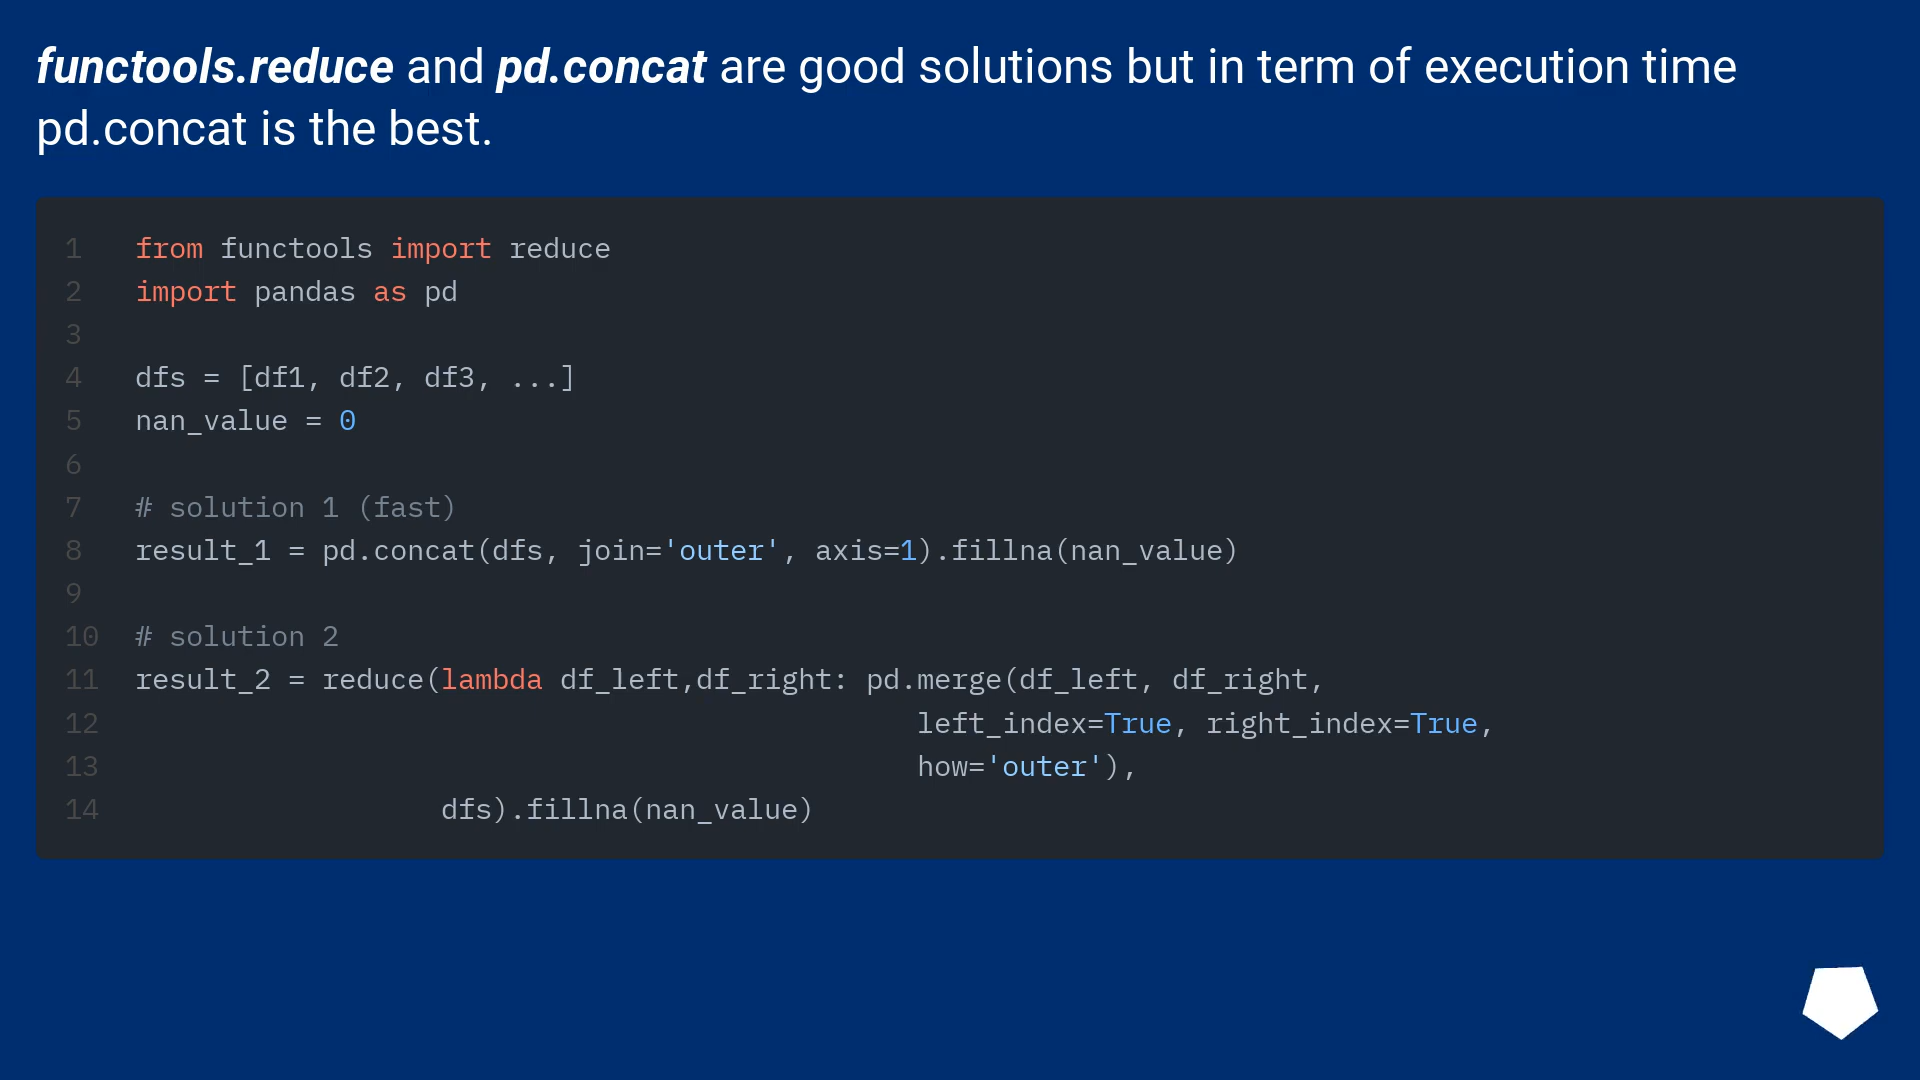 functools.reduce and pd.concat are good solutions but in term of execution time
pd.concat is the best.
1 from functools import reduce
2 import pandas as pd
3
4 dfs = [df1, df2, df3, ...]
5 nan_value = 0
6
7 # solution 1 (fast)
8 result_1 = pd.concat(dfs, join='outer', axis=1).fillna(nan_value)
9
10 # solution 2
11 result_2 = reduce(lambda df_left,df_right: pd.merge(df_left, df_right,
12                                               left_index=True, right_index=True,
13                                               how='outer'),
14                   dfs).fillna(nan_value)